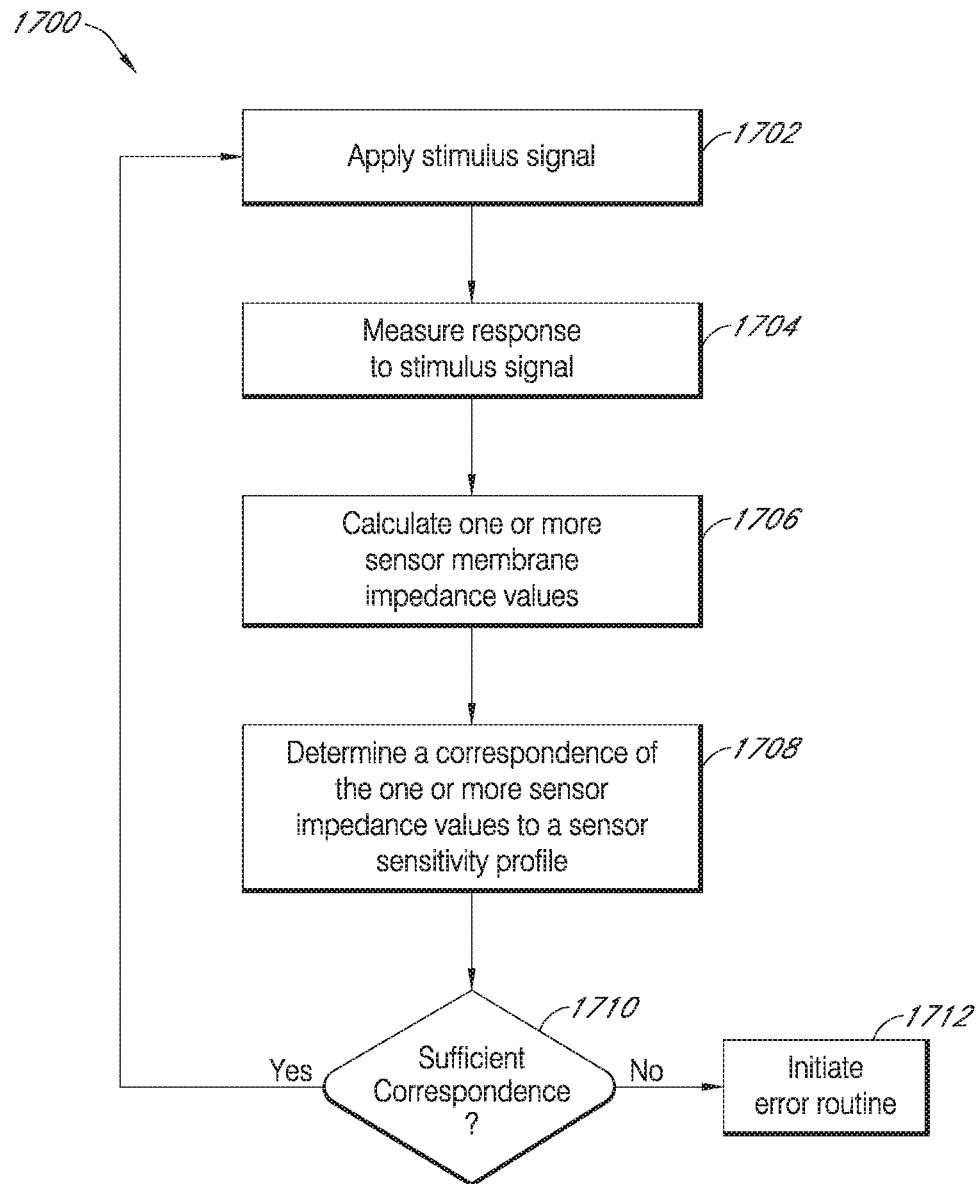 1700
Apply stimulus signal
1702
Measure response
to stimulus signal
1704
Calculate one or more
sensor membrane
impedance values
1706
Determine a correspondence of
the one or more sensor
impedance values to a sensor
sensitivity profile
1708
Sufficient
Correspondence
?
1710
Yes
No
Initiate
error routine
1712